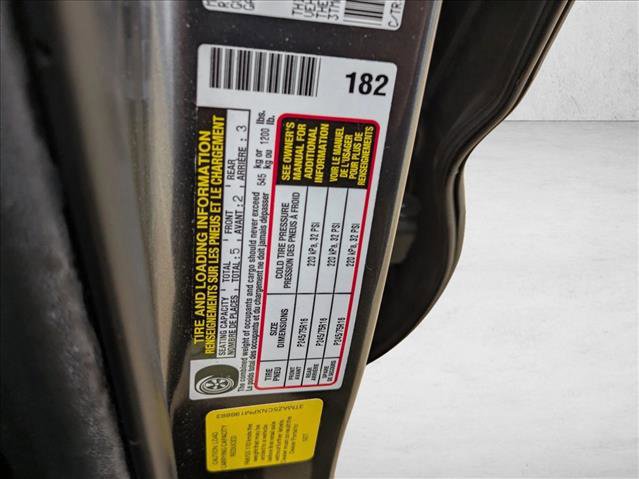 182
TIRE AND LOADING INFORMATION
RENSEIGNEMENTS SUR LES PNEUS ET LE CHARGEMENT
SEATING CAPACITY TOTAL: 5 FRONT : 2 REAR : 3
NOMBRE DE PLACES TOTAL: 5 AVANT : 2 ARRIÈRE : 3
The combined weight of occupants and cargo should never exceed 545 kg or 1200 lbs.
Le poids total des occupants et du chargement ne doit jamais dépasser 545 kg ou 1200 lb.
TIRE SIZE COLD TIRE PRESSURE
PNEU DIMENSIONS PRESSION DES PNEUS À FROID
FRONT
AVANT P245/75R16 220 kPa, 32 PSI
REAR
ARRIÈRE P245/75R16 220 kPa, 32 PSI
SPARE
DE SECOURS P245/75R16 220 kPa, 32 PSI
SEE OWNER'S
MANUAL FOR
ADDITIONAL
INFORMATION
VOIR LE MANUEL
DE L'USAGER
POUR PLUS DE
RENSEIGNEMENTS
CAUTION: LOAD
CARRYING CAPACITY
REDUCED